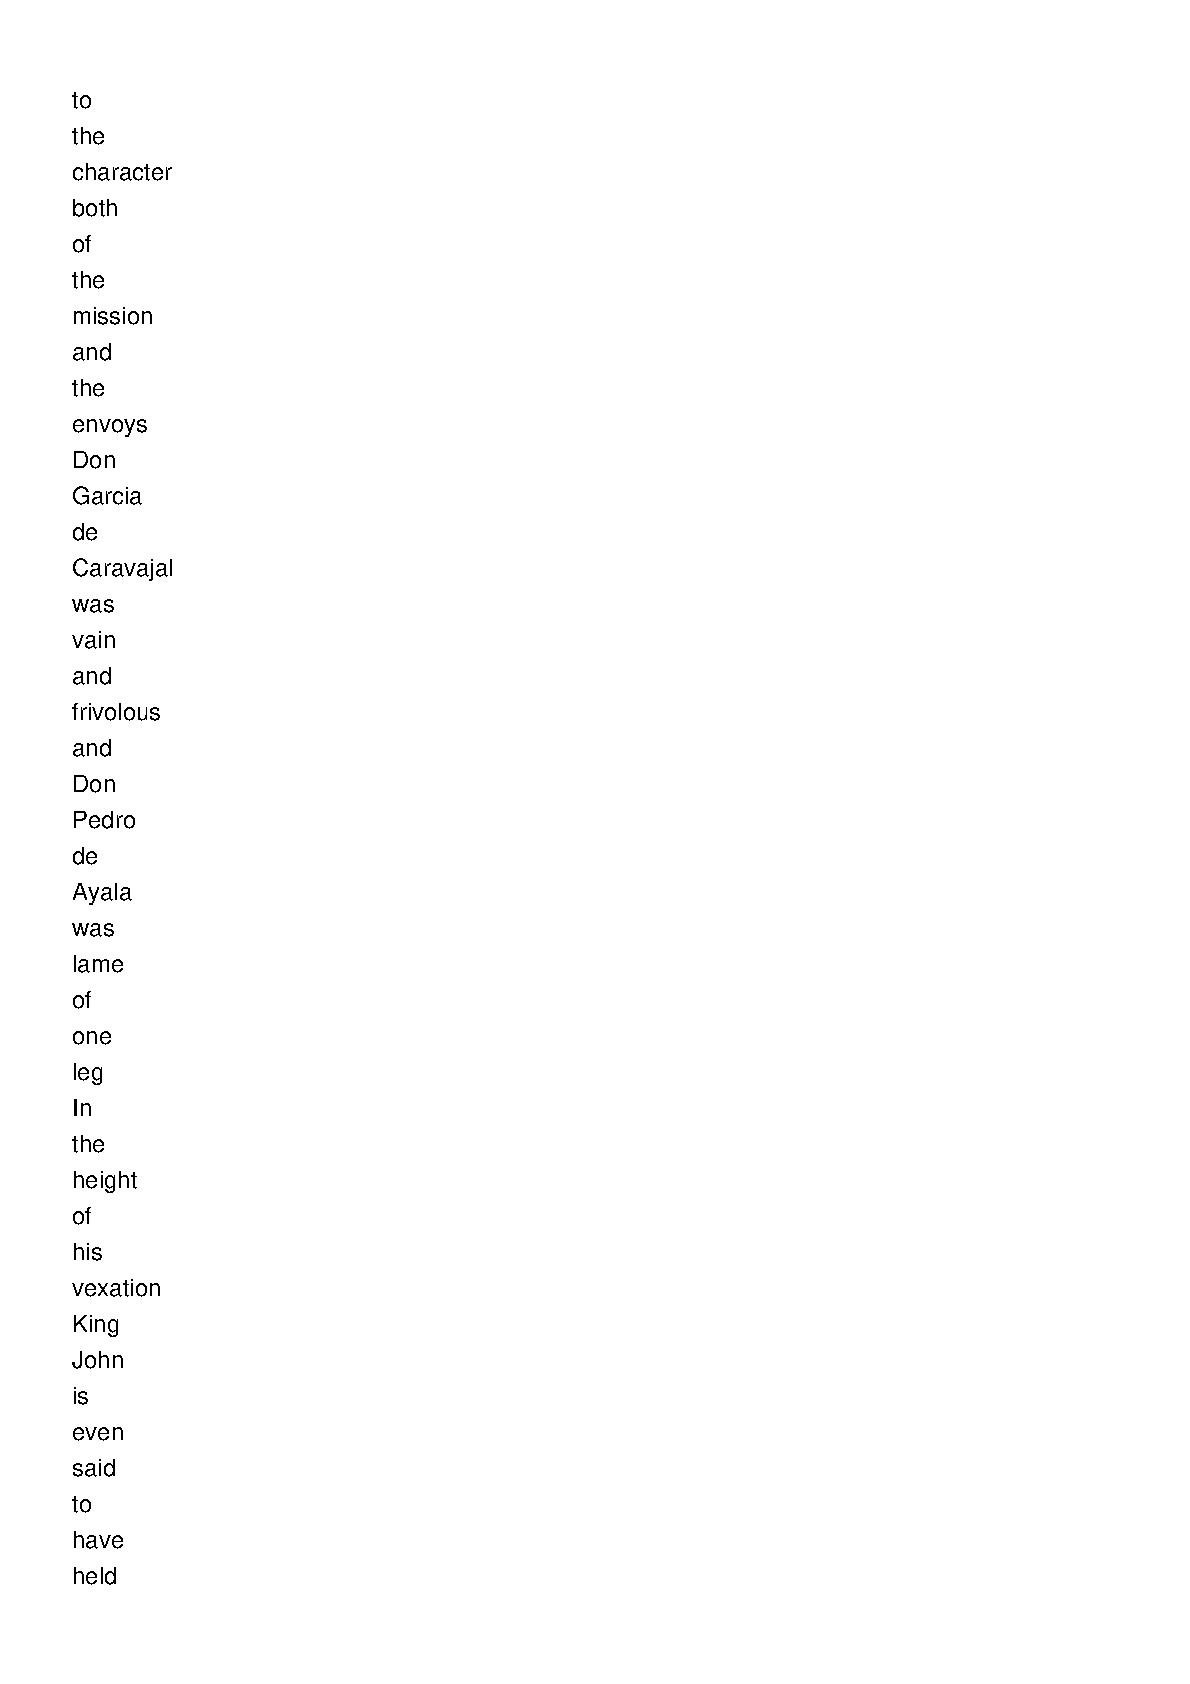 to
the
character
both
of
the
mission
and
the
envoys
Don
Garcia
de
Caravajal
was
vain
and
frivolous
and
Don
Pedro
de
Ayala
was
lame
of
one
leg
In
the
height
of
his
vexation
King
John
is
even
said
to
have
held